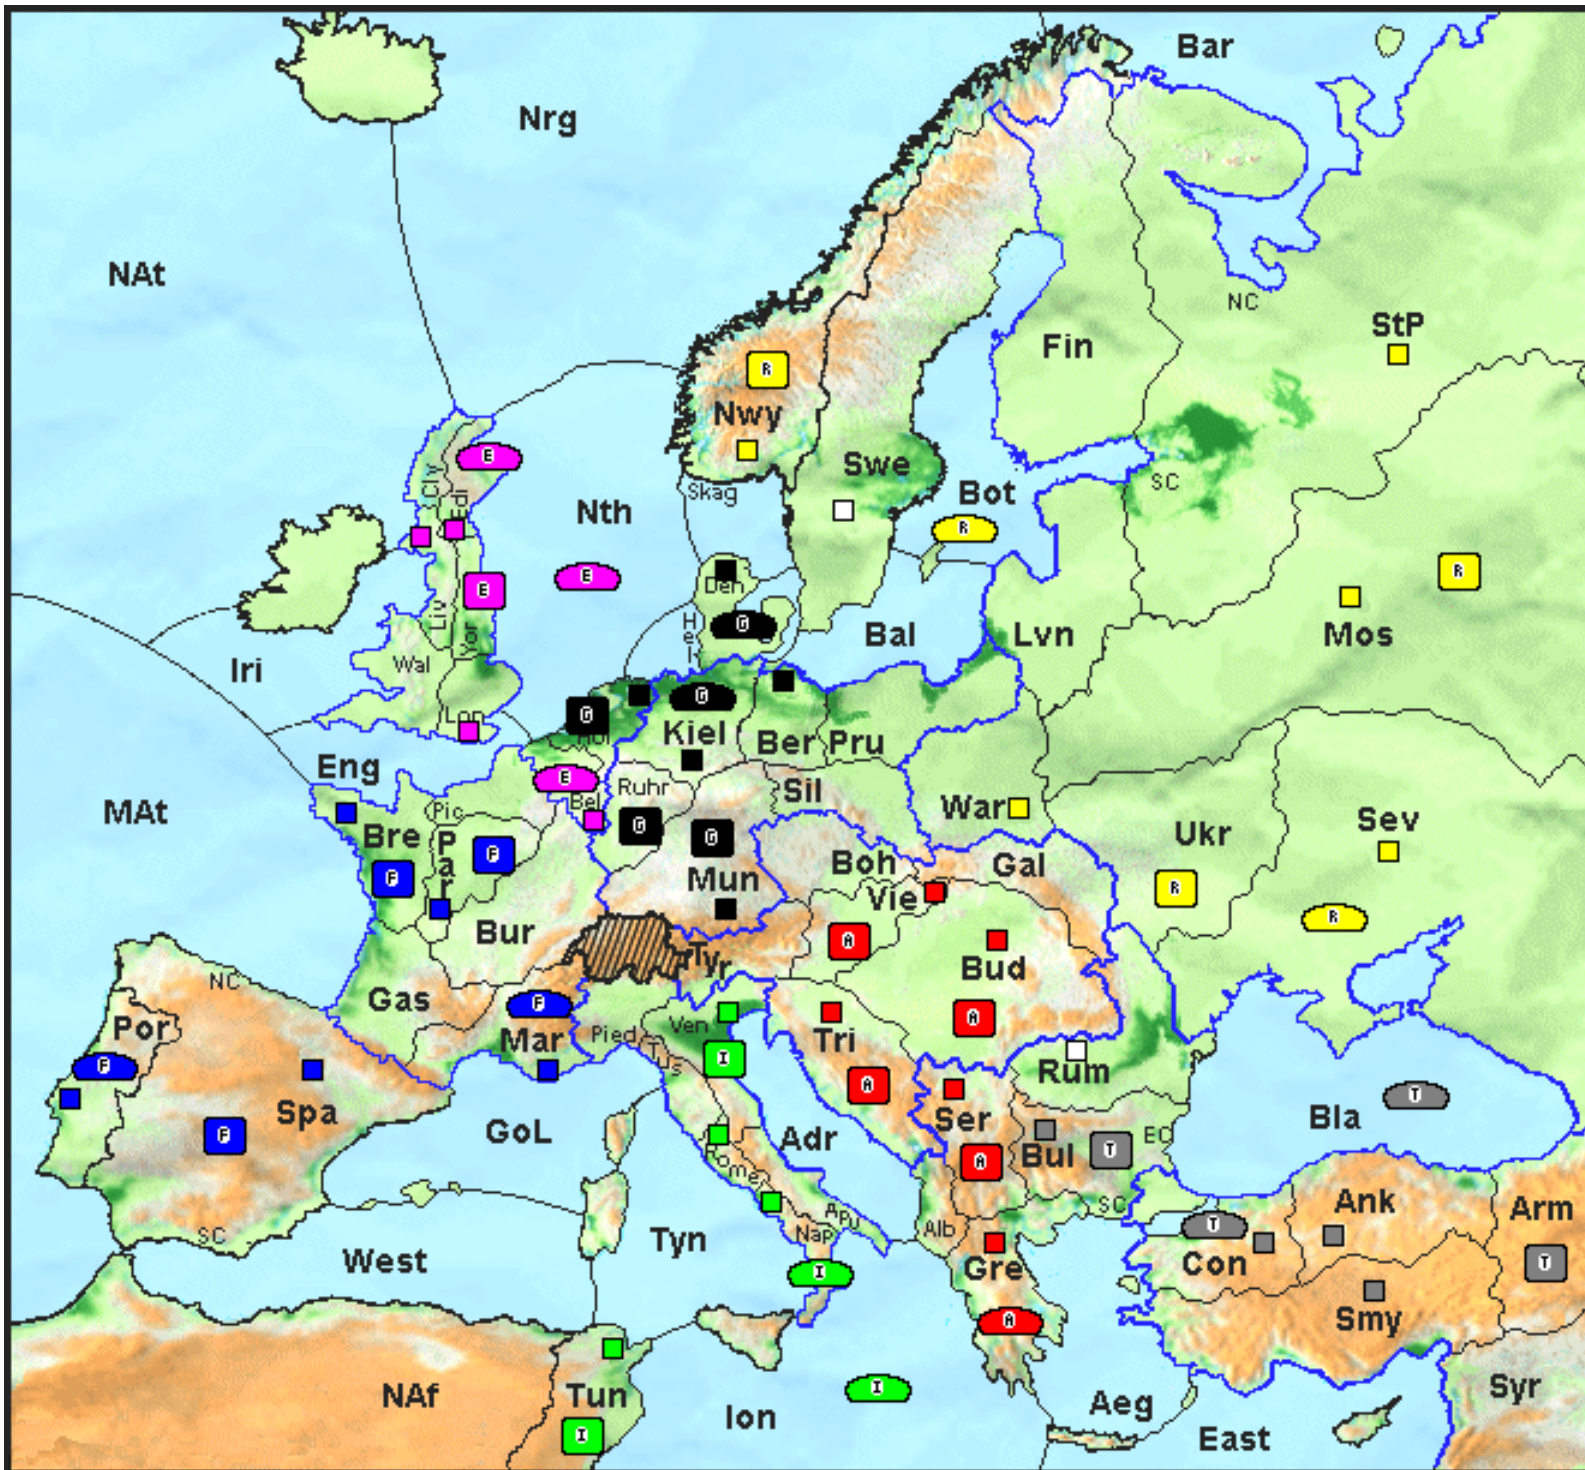 Bar
Nrg
NAt
NC
StP
Fin
R
Nwy
E
Cly
Edi
Swe
SC
Skag
Bot
Nth
R
R
E
E
Den
Hel
G
Liv
Yor
Bal
Lvn
Mos
Iri
Wal
G
G
Lon
Hol
Kiel
Ber
Pru
Eng
E
Ruhr
Sil
Bel
MAt
Pic
War
Sev
Ukr
Bre
Par
F
G
G
Boh
Gal
F
Mun
Vie
R
R
Bur
A
Tyr
Bud
NC
Gas
F
Por
Mar
Pied
Ven
Tri
A
F
Tus
I
Rum
A
T
Spa
F
GoL
Adr
Ser
Bla
EC
A
Bul
T
Rome
SC
Ank
Arm
SC
Apu
Nap
Alb
T
Tyn
West
Con
T
Gre
I
Smy
A
I
NAf
Tun
Syr
Ion
Aeg
I
East